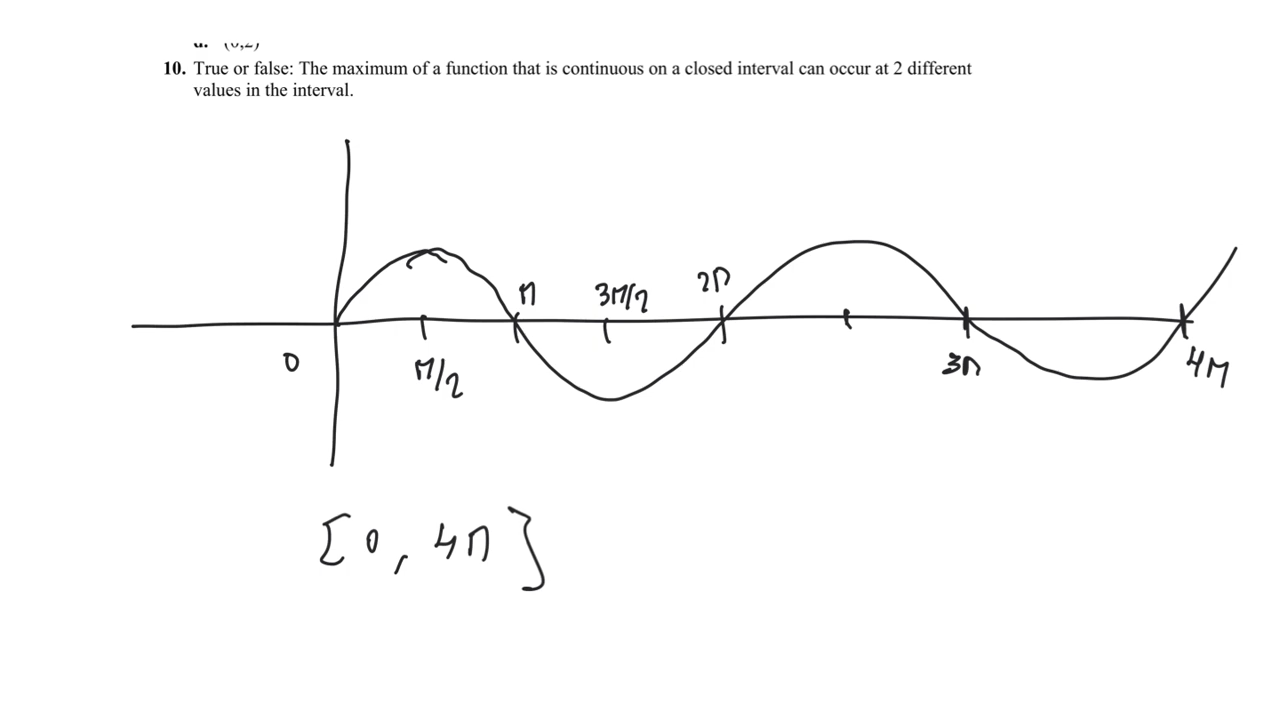 10. True or false: The maximum of a function that is continuous on a closed interval can occur at 2 different
values in the interval.
π 3π/2 2π
0 π/2 3π 4π
[0, 4π]